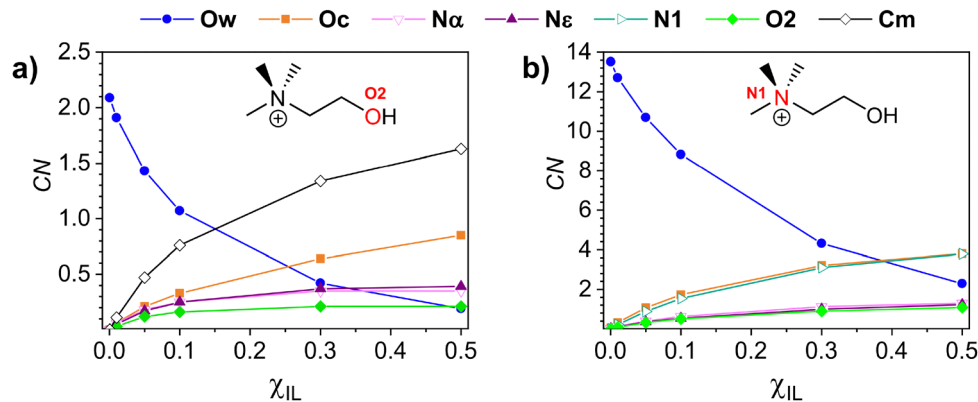 Ow Oc Nα Nε N1 O2 Cm
a)
2.5
2.0
1.5
1.0
0.5
CN
O2
N
OH
⊕
0.0 0.1 0.2 0.3 0.4 0.5
χIL
b)
14
12
10
8
6
4
2
CN
N1
N
OH
⊕
0.0 0.1 0.2 0.3 0.4 0.5
χIL